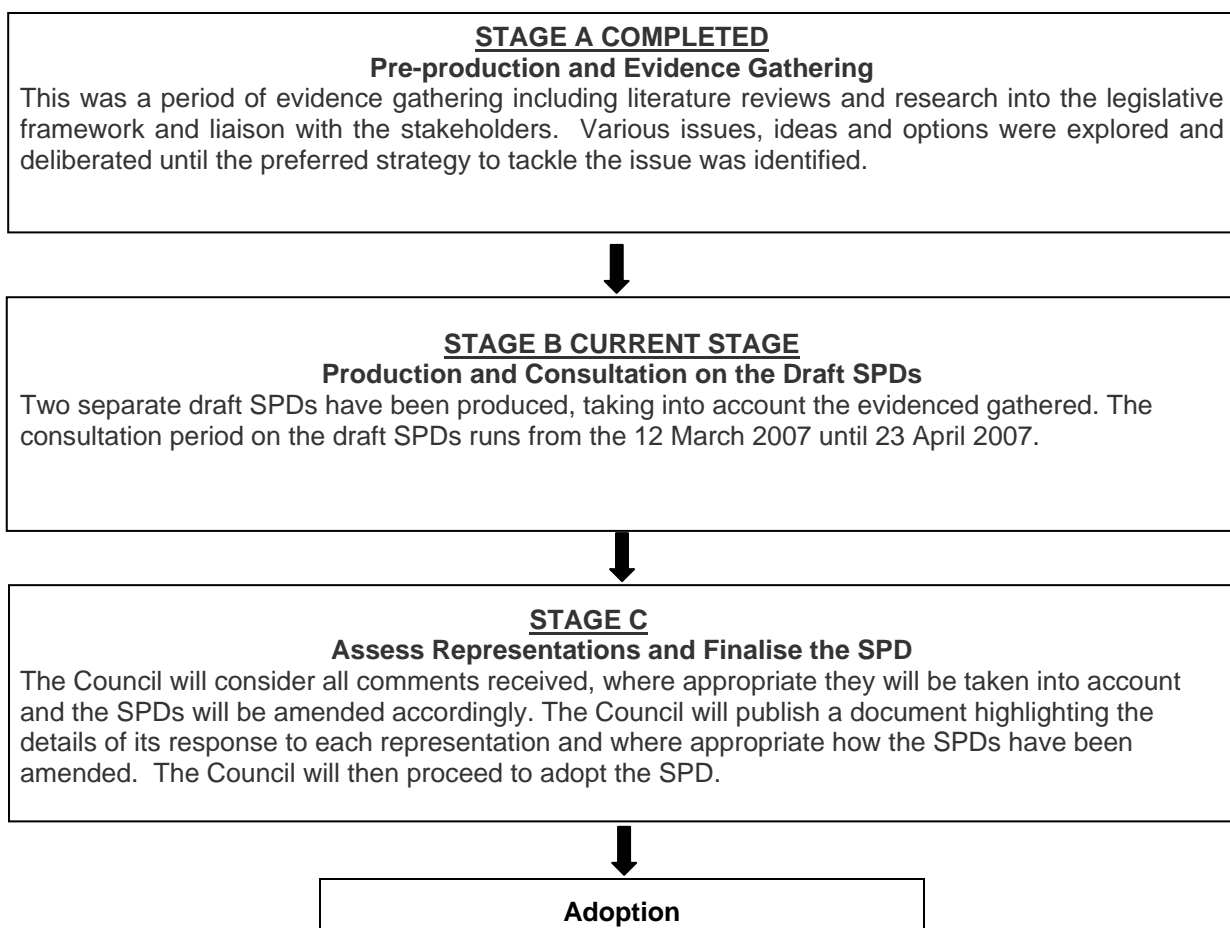 STAGE A COMPLETED
Pre-production and Evidence Gathering
This was a period of evidence gathering including literature reviews and research into the legislative
framework and liaison with the stakeholders. Various issues, ideas and options were explored and
deliberated until the preferred strategy to tackle the issue was identified.
STAGE B CURRENT STAGE
Production and Consultation on the Draft SPDs
Two separate draft SPDs have been produced, taking into account the evidenced gathered. The
consultation period on the draft SPDs runs from the 12 March 2007 until 23 April 2007.
STAGE C
Assess Representations and Finalise the SPD
The Council will consider all comments received, where appropriate they will be taken into account
and the SPDs will be amended accordingly. The Council will publish a document highlighting the
details of its response to each representation and where appropriate how the SPDs have been
amended. The Council will then proceed to adopt the SPD.
Adoption